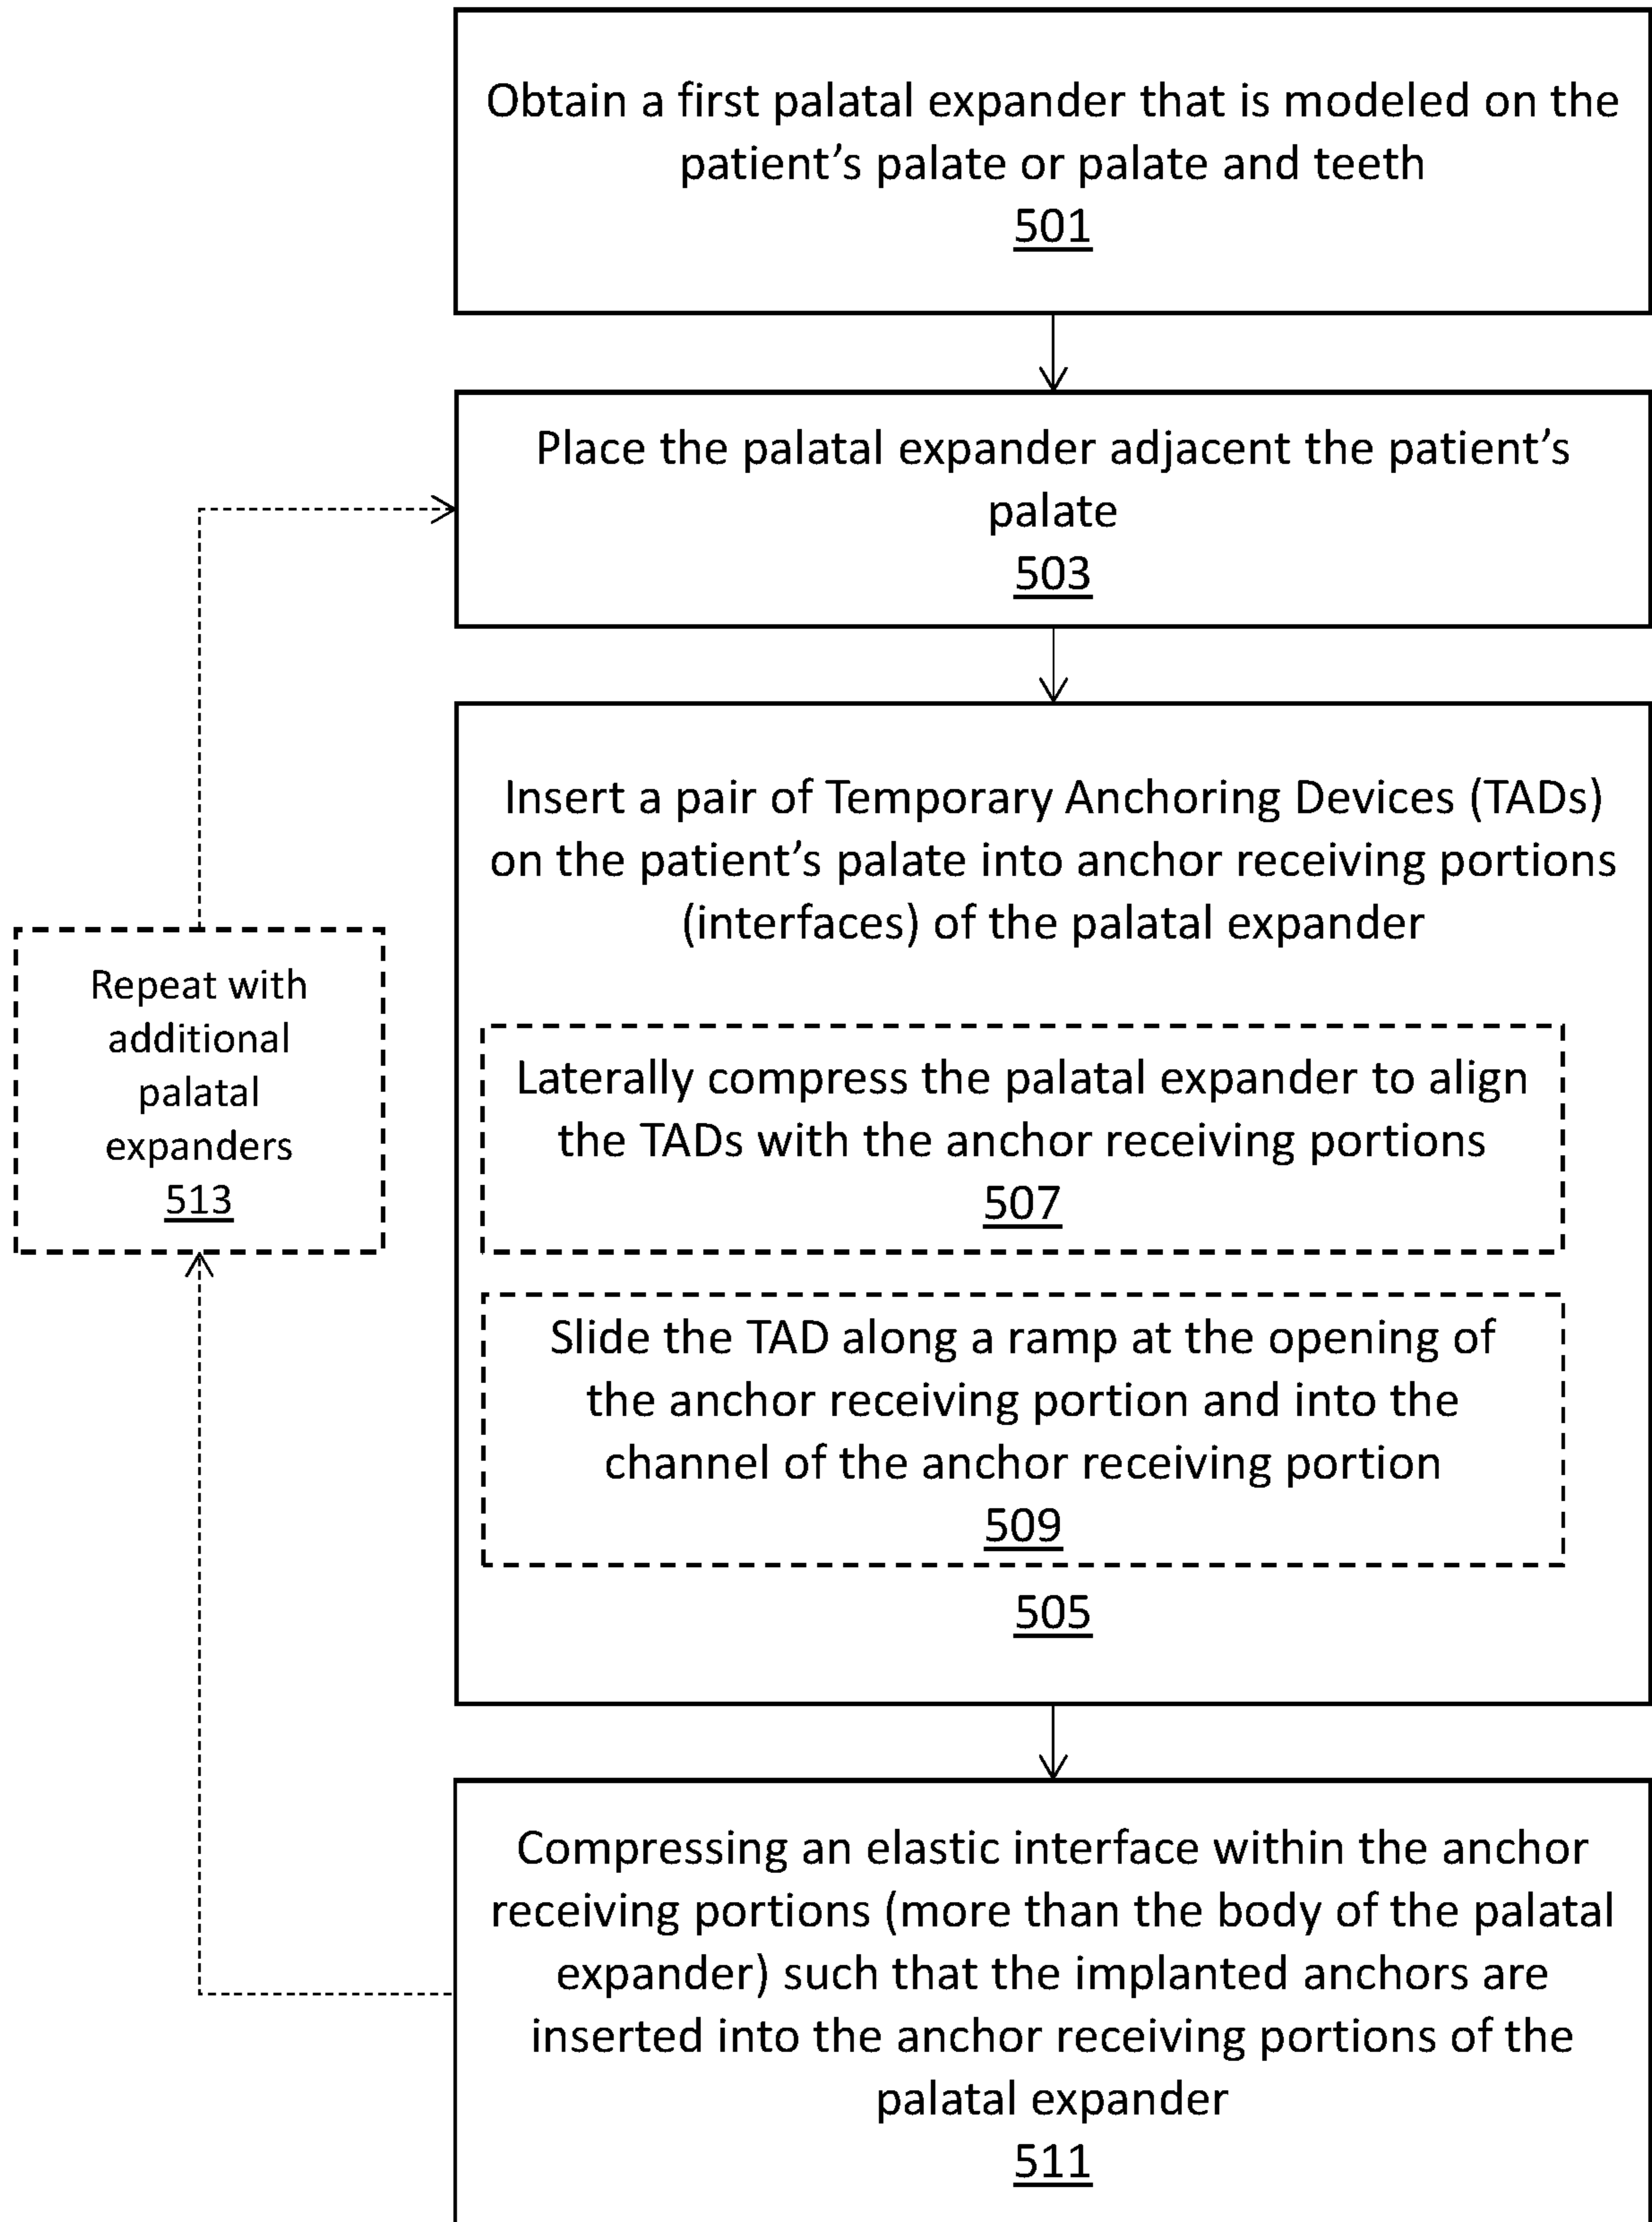 Obtain a first palatal expander that is modeled on the
patient’s palate or palate and teeth
501
Place the palatal expander adjacent the patient’s
palate
503
Insert a pair of Temporary Anchoring Devices (TADs)
on the patient’s palate into anchor receiving portions
(interfaces) of the palatal expander
Laterally compress the palatal expander to align
the TADs with the anchor receiving portions
507
Slide the TAD along a ramp at the opening of
the anchor receiving portion and into the
channel of the anchor receiving portion
509
505
Compressing an elastic interface within the anchor
receiving portions (more than the body of the palatal
expander) such that the implanted anchors are
inserted into the anchor receiving portions of the
palatal expander
511
Repeat with
additional
palatal
expanders
513